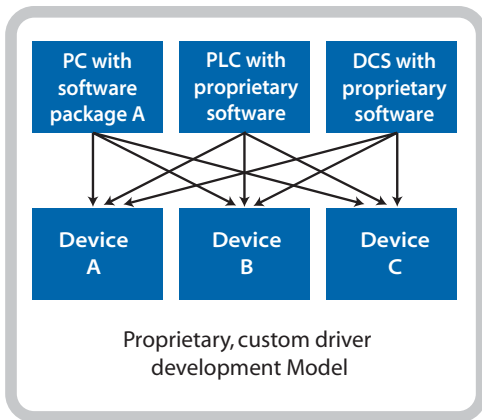 PC with
software
package A
PLC with
proprietary
software
DCS with
proprietary
software
Device
A
Device
B
Device
C
Proprietary, custom driver
development Model